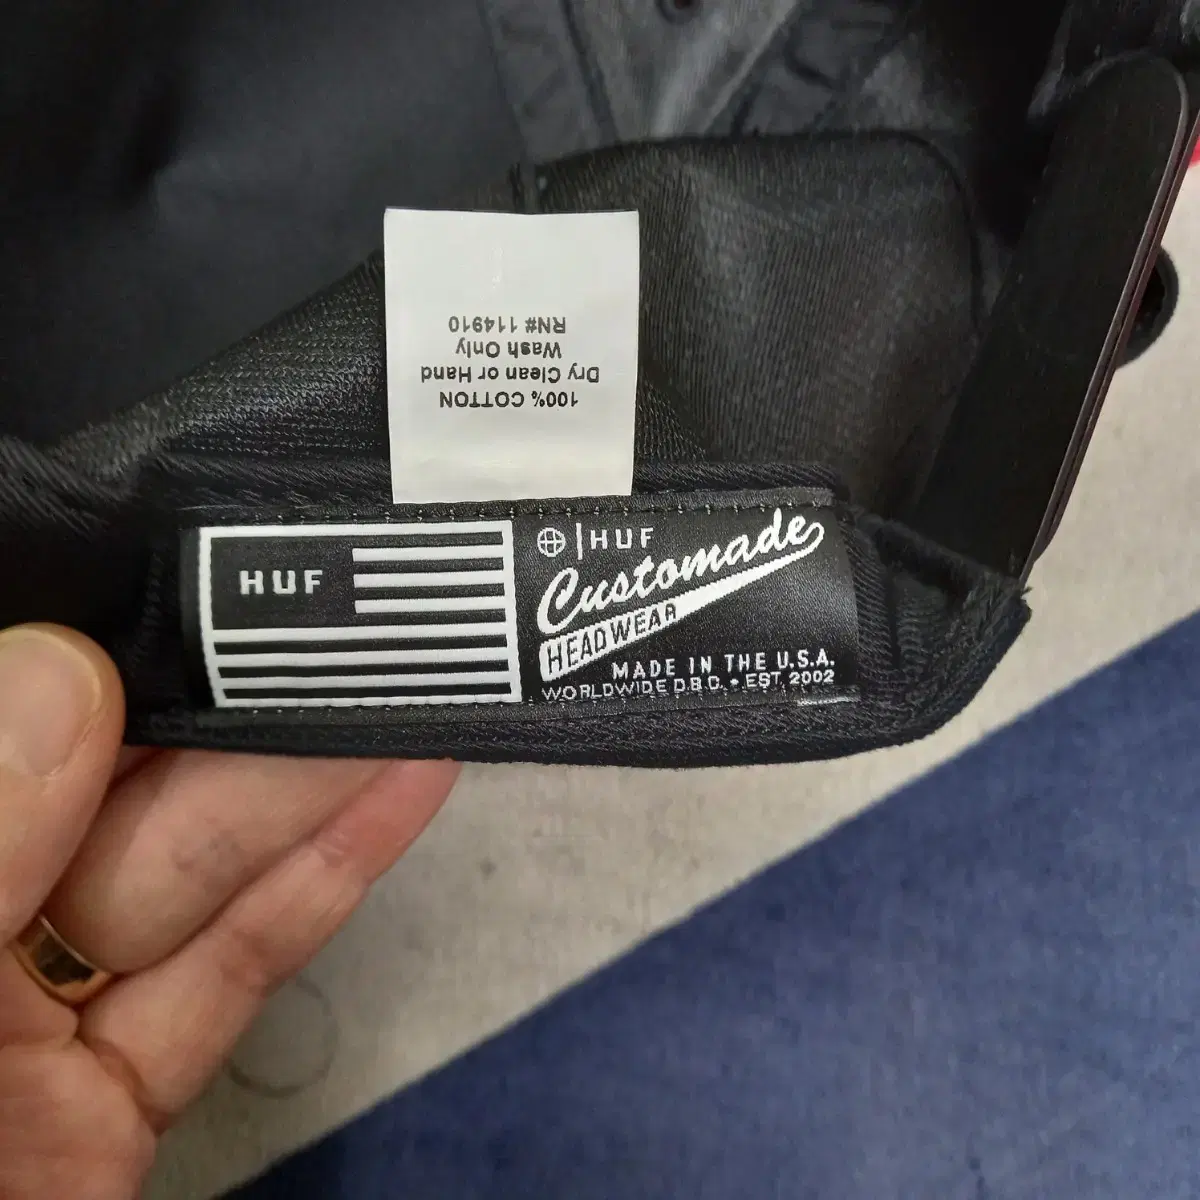 100% COTTON
Dry Clean or Hand
Wash Only
RN# 114910
HUF
HUF
Customade
HEADWEAR
MADE IN THE U.S.A.
WORLDWIDE D.B.C. • EST. 2002